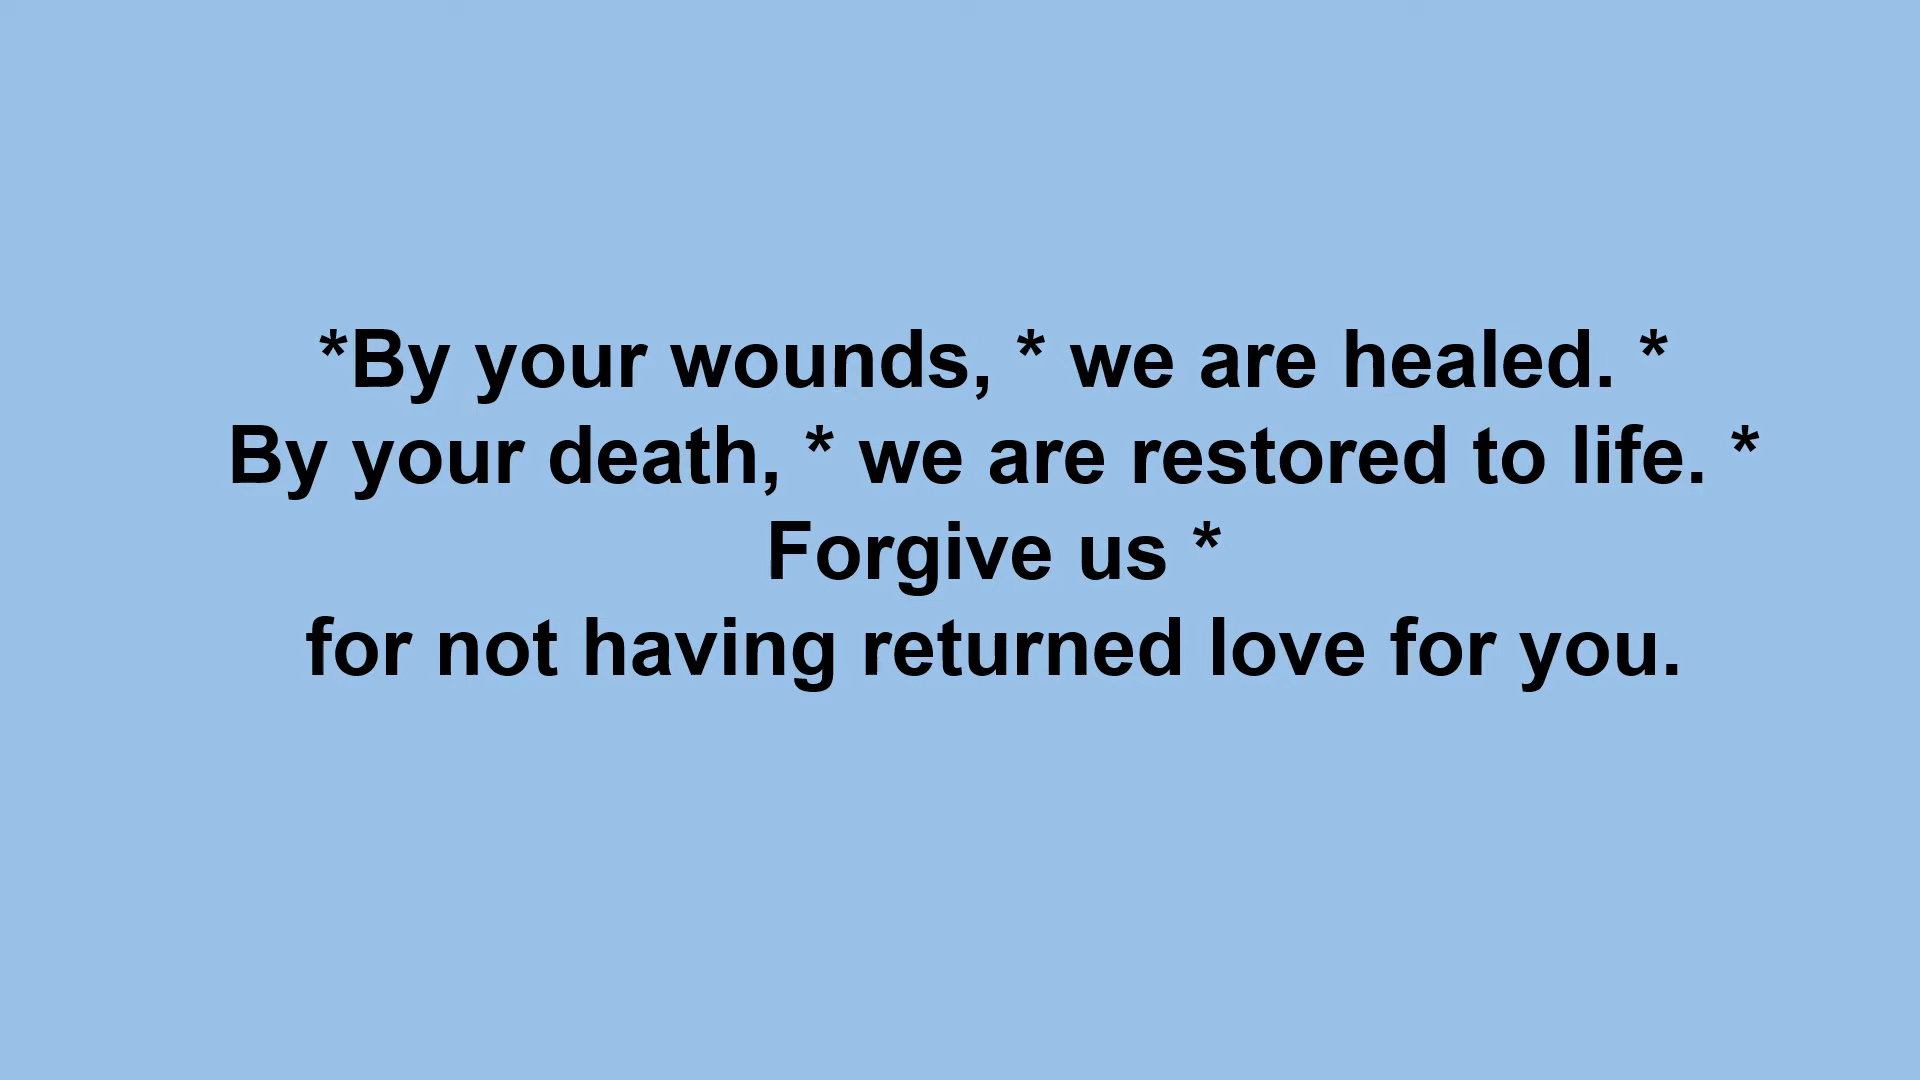 *By your wounds, * we are healed. *
By your death, * we are restored to life. *
Forgive us *
for not having returned love for you.